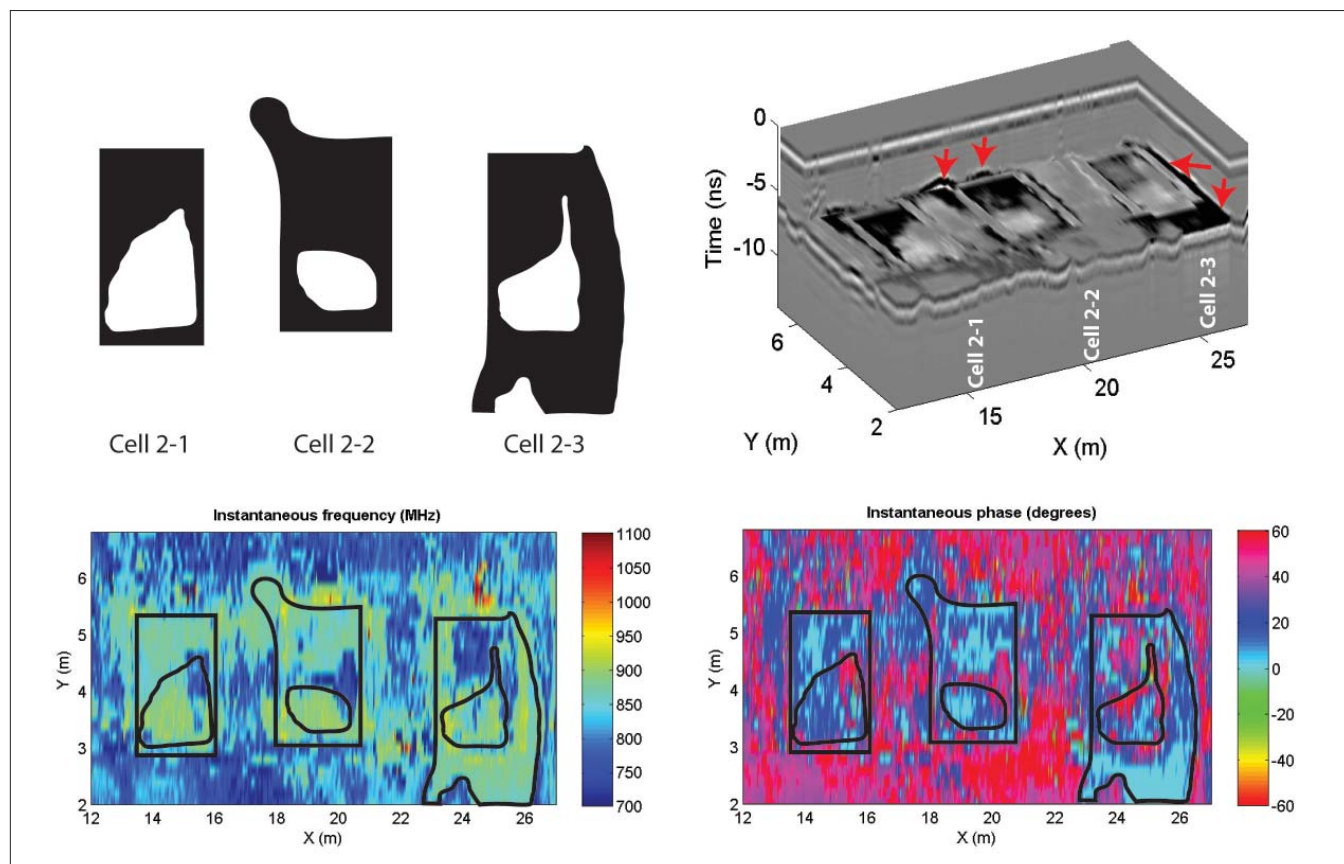 Cell 2-1
Cell 2-2
Cell 2-3
0
-5
-10
Time (ns)
6
4
2
Y (m)
15
20
25
X (m)
Cell 2-1
Cell 2-2
Cell 2-3
Instantaneous frequency (MHz)
6
5
4
3
2
Y (m)
12 14 16 18 20 22 24 26
X (m)
1100
1050
1000
950
900
850
800
750
700
Instantaneous phase (degrees)
6
5
4
3
2
Y (m)
12 14 16 18 20 22 24 26
X (m)
60
40
20
0
-20
-40
-60